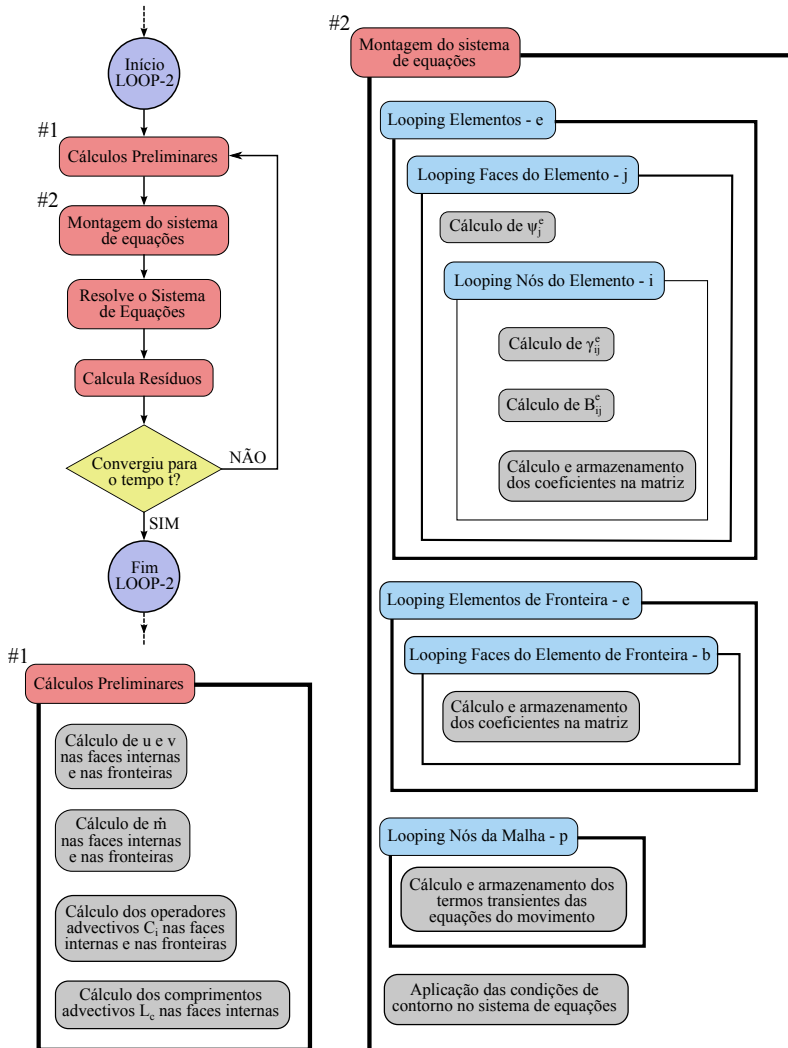 Início
LOOP-2
#1
Cálculos Preliminares
#2
Montagem do sistema
de equações
Resolve o Sistema
de Equações
Calcula Resíduos
Convergiu para
o tempo t?
NÃO
SIM
Fim
LOOP-2
#1
Cálculos Preliminares
Cálculo de u e v
nas faces internas
e nas fronteiras
Cálculo de ṁ
nas faces internas
e nas fronteiras
Cálculo dos operadores
advectivos C_i nas faces
internas e nas fronteiras
Cálculo dos comprimentos
advectivos L_c nas faces internas
#2
Montagem do sistema
de equações
Looping Elementos - e
Looping Faces do Elemento - j
Cálculo de ψ_j^e
Looping Nós do Elemento - i
Cálculo de γ_ij^e
Cálculo de B_ij^e
Cálculo e armazenamento
dos coeficientes na matriz
Looping Elementos de Fronteira - e
Looping Faces do Elemento de Fronteira - b
Cálculo e armazenamento
dos coeficientes na matriz
Looping Nós da Malha - p
Cálculo e armazenamento dos
termos transientes das
equações do movimento
Aplicação das condições de
contorno no sistema de equações